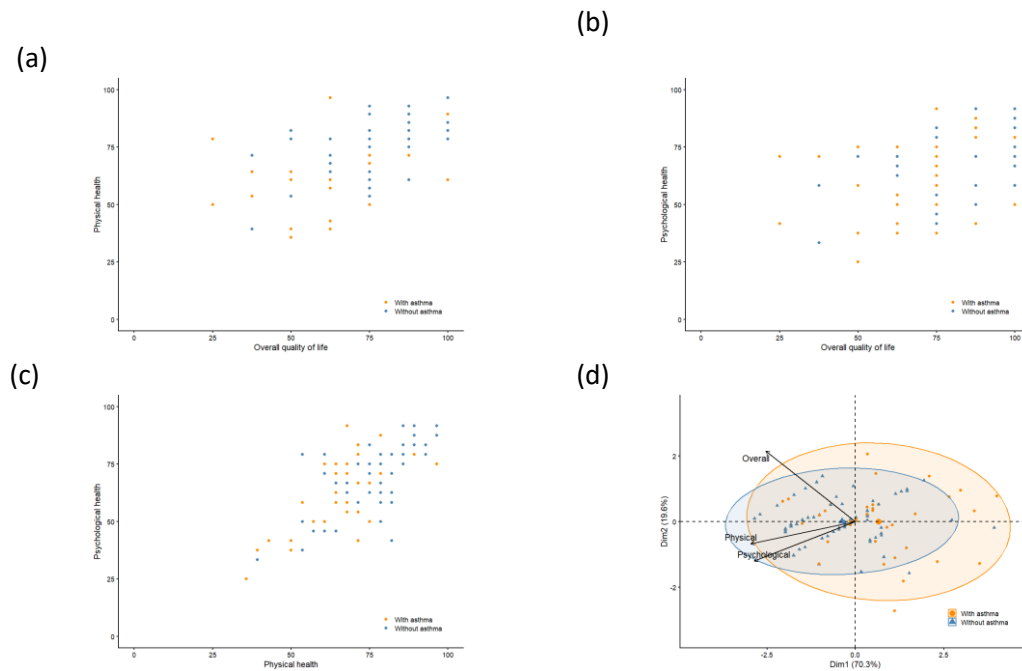 (a)
100
75
50
25
0
Physical health
With asthma
Without asthma
0 25 50 75 100
Overall quality of life
(b)
100
75
50
25
0
Psychological health
With asthma
Without asthma
0 25 50 75 100
Overall quality of life
(c)
100
75
50
25
0
Psychological health
With asthma
Without asthma
0 25 50 75 100
Physical health
(d)
2
0
-2
Dim2 (19.6%)
Overall
Physical
Psychological
With asthma
Without asthma
-2.5 0.0 2.5
Dim1 (70.3%)